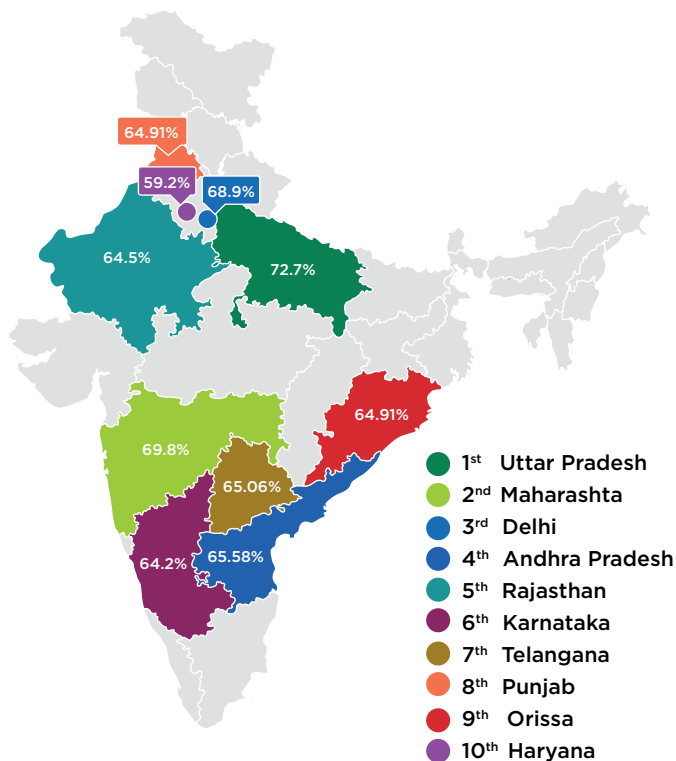 64.91%
59.2%
68.9%
64.5%
72.7%
64.91%
69.8%
65.06%
65.58%
64.2%
1st Uttar Pradesh
2nd Maharashta
3rd Delhi
4th Andhra Pradesh
5th Rajasthan
6th Karnataka
7th Telangana
8th Punjab
9th Orissa
10th Haryana